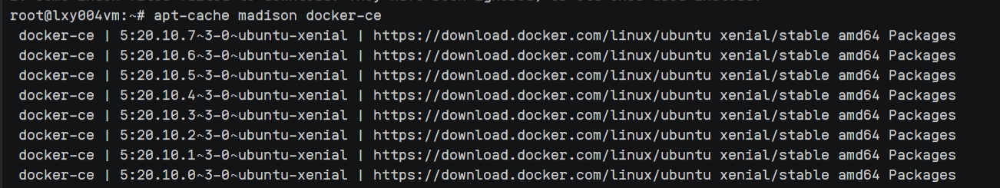 root@lxy004vm:~# apt-cache madison docker-ce
docker-ce | 5:20.10.7~3-0~ubuntu-xenial | https://download.docker.com/linux/ubuntu xenial/stable amd64 Packages
docker-ce | 5:20.10.6~3-0~ubuntu-xenial | https://download.docker.com/linux/ubuntu xenial/stable amd64 Packages
docker-ce | 5:20.10.5~3-0~ubuntu-xenial | https://download.docker.com/linux/ubuntu xenial/stable amd64 Packages
docker-ce | 5:20.10.4~3-0~ubuntu-xenial | https://download.docker.com/linux/ubuntu xenial/stable amd64 Packages
docker-ce | 5:20.10.3~3-0~ubuntu-xenial | https://download.docker.com/linux/ubuntu xenial/stable amd64 Packages
docker-ce | 5:20.10.2~3-0~ubuntu-xenial | https://download.docker.com/linux/ubuntu xenial/stable amd64 Packages
docker-ce | 5:20.10.1~3-0~ubuntu-xenial | https://download.docker.com/linux/ubuntu xenial/stable amd64 Packages
docker-ce | 5:20.10.0~3-0~ubuntu-xenial | https://download.docker.com/linux/ubuntu xenial/stable amd64 Packages